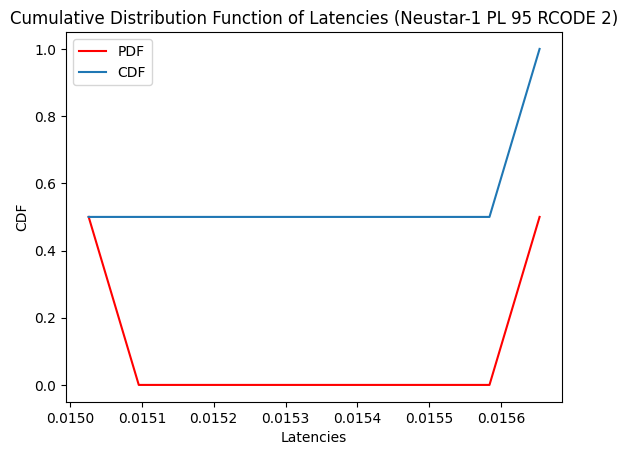 Cumulative Distribution Function of Latencies (Neustar-1 PL 95 RCODE 2)
PDF
CDF
1.0
0.8
0.6
0.4
0.2
0.0
CDF
0.0150
0.0151
0.0152
0.0153
0.0154
0.0155
0.0156
Latencies